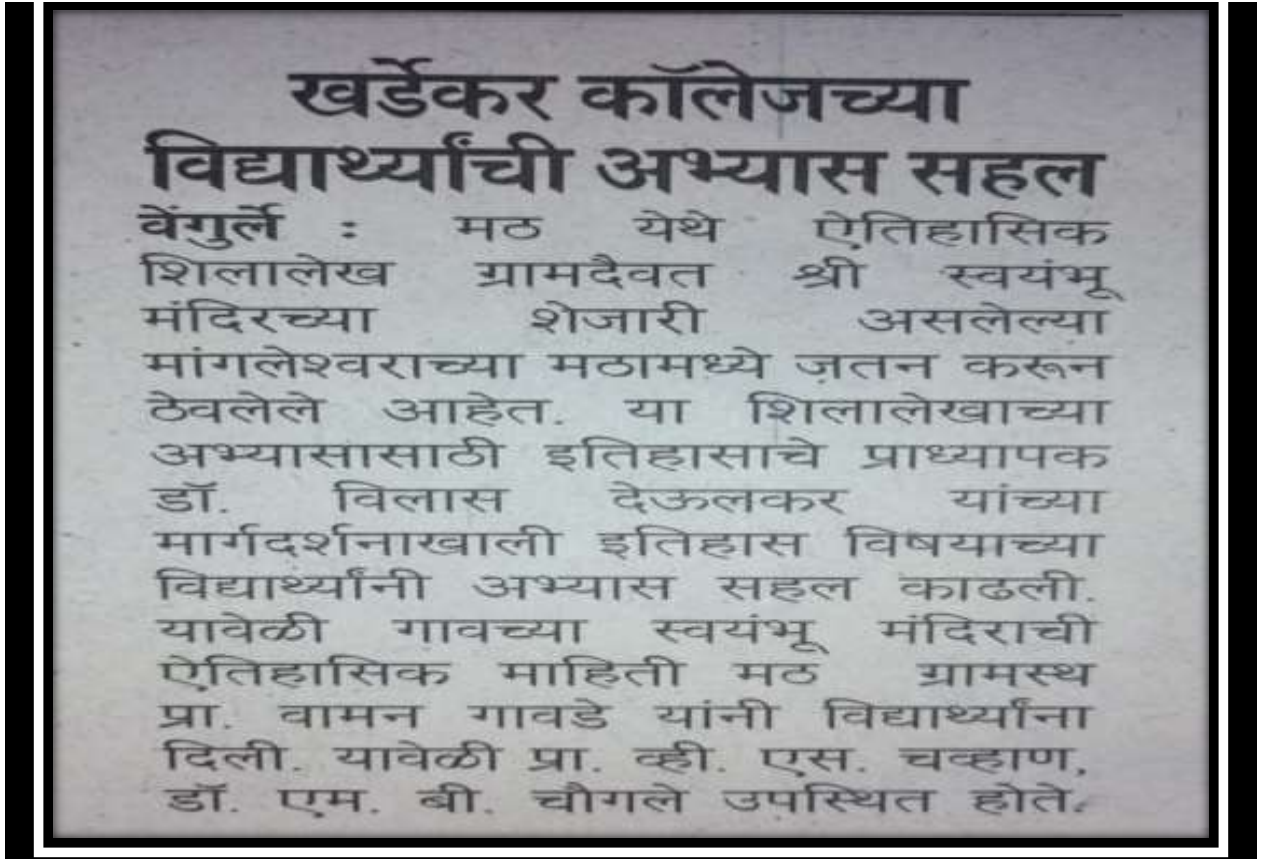 खर्डेकर कॉलेजच्या
विद्यार्थ्यांची अभ्यास सहल
वेंगुर्ले : मठ येथे ऐतिहासिक
शिलालेख ग्रामदैवत श्री स्वयंभू
मंदिरच्या शेजारी असलेल्या
मांगलेश्वराच्या मठामध्ये जतन करून
ठेवलेले आहेत. या शिलालेखाच्या
अभ्यासासाठी इतिहासाचे प्राध्यापक
डॉ. विलास देऊलकर यांच्या
मार्गदर्शनाखाली इतिहास विषयाच्या
विद्यार्थ्यांनी अभ्यास सहल काढली.
यावेळी गावच्या स्वयंभू मंदिराची
ऐतिहासिक माहिती मठ ग्रामस्थ
प्रा. वामन गावडे यांनी विद्यार्थ्यांना
दिली. यावेळी प्रा. व्ही. एस. चव्हाण,
डॉ. एम. बी. चौगले उपस्थित होते.